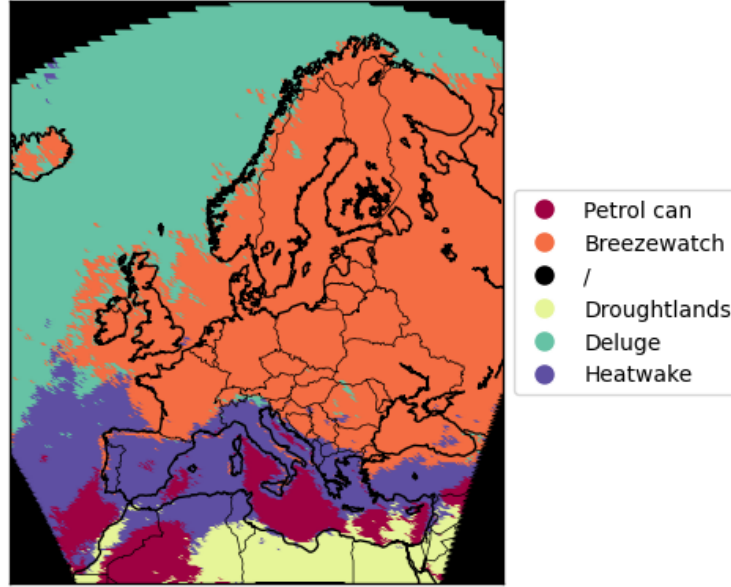 Petrol can
Breezewatch
/
Droughtlands
Deluge
Heatwake